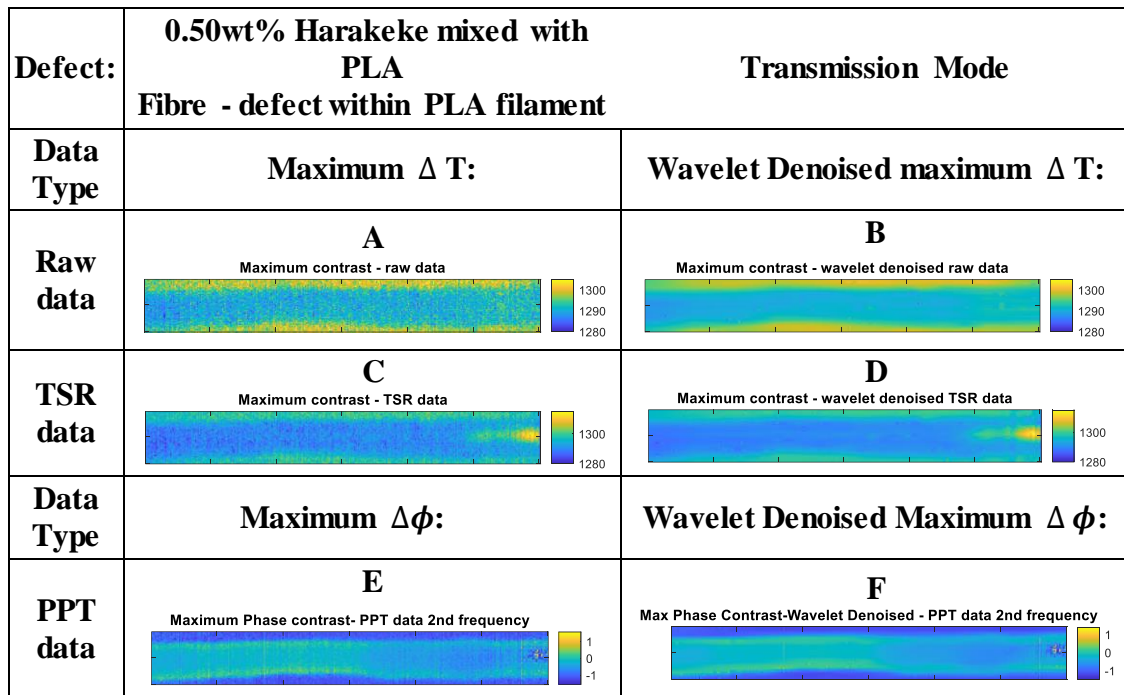 Defect:
0.50wt% Harakeke mixed with
PLA
Fibre - defect within PLA filament
Transmission Mode
Data
Type
Maximum Δ T:
Wavelet Denoised maximum Δ T:
Raw
data
A
Maximum contrast - raw data
1300
1290
1280
B
Maximum contrast - wavelet denoised raw data
1300
1290
1280
TSR
data
C
Maximum contrast - TSR data
1300
1280
D
Maximum contrast - wavelet denoised TSR data
1300
1280
Data
Type
Maximum Δϕ:
Wavelet Denoised Maximum Δ ϕ:
PPT
data
E
Maximum Phase contrast- PPT data 2nd frequency
1
0
-1
F
Max Phase Contrast-Wavelet Denoised - PPT data 2nd frequency
1
0
-1